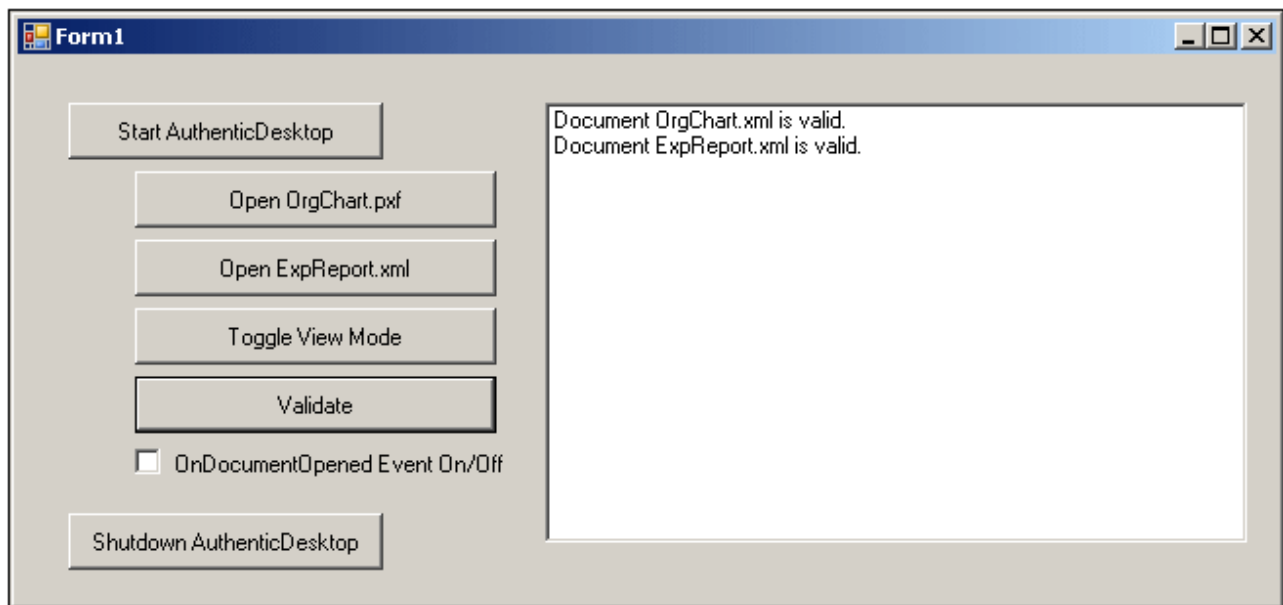 Form1
Start AuthenticDesktop
Open OrgChart.pxf
Open ExpReport.xml
Toggle View Mode
Validate
OnDocumentOpened Event On/Off
Shutdown AuthenticDesktop
Document OrgChart.xml is valid.
Document ExpReport.xml is valid.